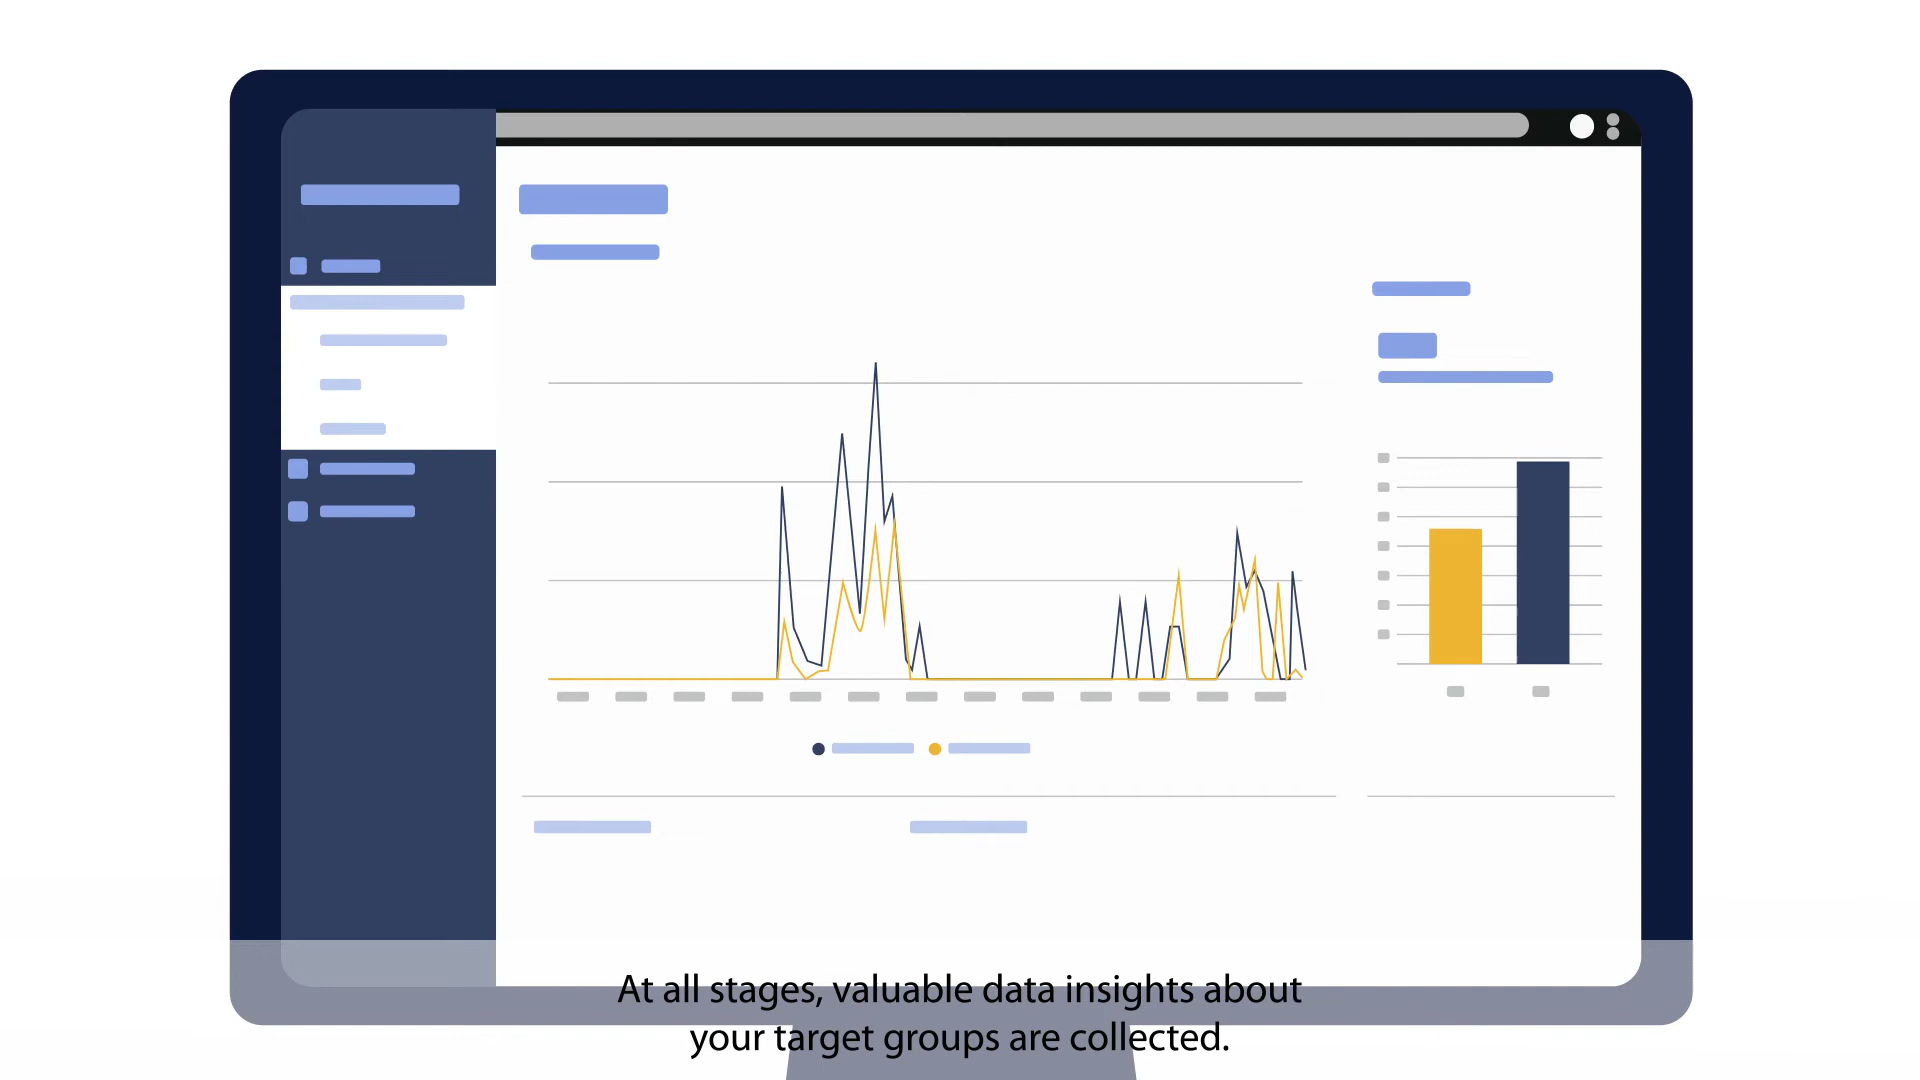 At all stages, valuable data insights about
your target groups are collected.